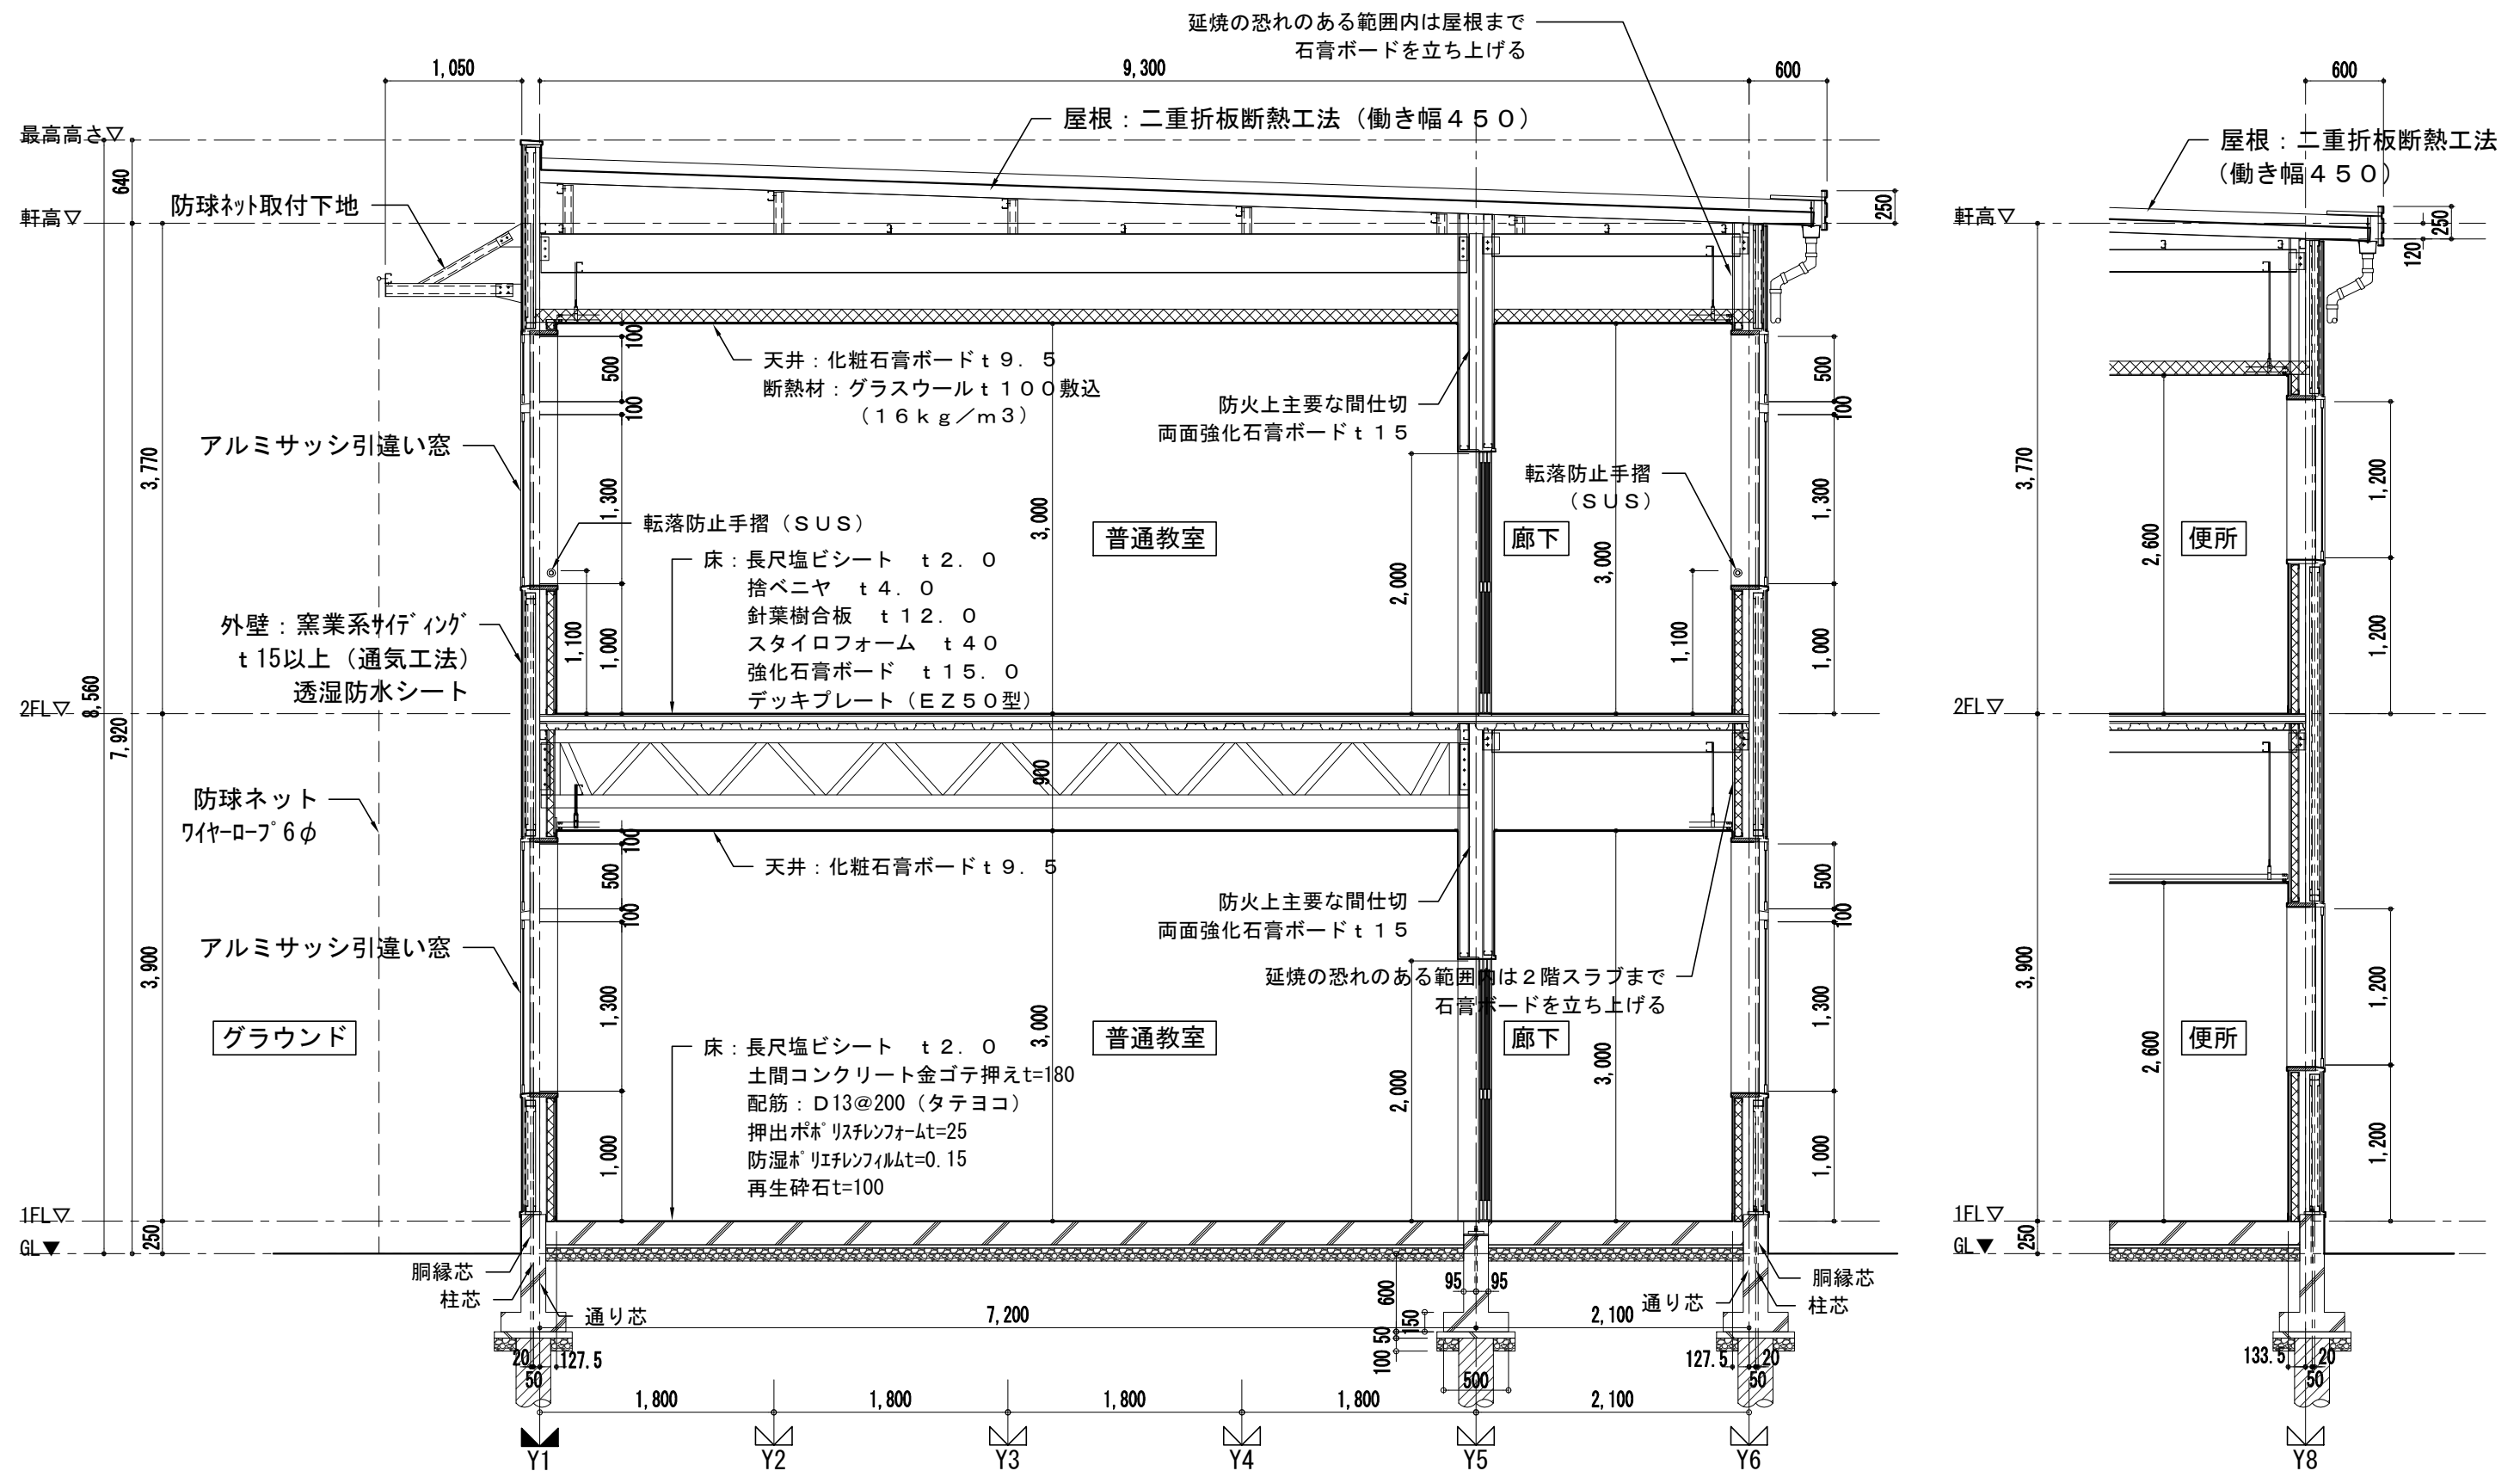 延焼の恐れのある範囲内は屋根まで
石膏ボードを立ち上げる
1,050
9,300
600
600
屋根：二重折板断熱工法（働き幅４５０）
屋根：二重折板断熱工法
（働き幅４５０）
最高高さ▽
640
防球ﾈｯﾄ取付下地
軒高▽
250
軒高▽
250
120
100
500
100
天井：化粧石膏ボードｔ９．５
断熱材：グラスウールｔ１００敷込
（１６ｋｇ／ｍ３）
防火上主要な間仕切
両面強化石膏ボードｔ１５
500
100
アルミサッシ引違い窓
3,770
1,300
3,000
転落防止手摺
（ＳＵＳ）
1,300
3,770
1,200
転落防止手摺（ＳＵＳ）
普通教室
廊下
3,000
2,600
便所
床：長尺塩ビシート　ｔ２．０
捨ベニヤ　ｔ４．０
針葉樹合板　ｔ１２．０
スタイロフォーム　ｔ４０
強化石膏ボード　ｔ１５．０
デッキプレート（ＥＺ５０型）
2,000
外壁：窯業系ｻｲﾃﾞｨﾝｸﾞ
ｔ15以上（通気工法）
透湿防水シート
1,100
1,000
1,100
1,000
1,200
8,560
7,920
2FL▽
2FL▽
900
防球ネット
ﾜｲﾔｰﾛｰﾌﾟ6φ
100
500
100
天井：化粧石膏ボードｔ９．５
防火上主要な間仕切
両面強化石膏ボードｔ１５
500
100
アルミサッシ引違い窓
3,900
延焼の恐れのある範囲内は２階スラブまで
石膏ボードを立ち上げる
3,900
1,300
1,300
1,200
グラウンド
3,000
普通教室
廊下
3,000
2,600
便所
床：長尺塩ビシート　ｔ２．０
土間コンクリート金ゴテ押えt=180
配筋：Ｄ13@200（タテヨコ）
押出ポﾎﾟﾘｽﾁﾚﾝﾌｫｰﾑt=25
防湿ﾎﾟﾘｴﾁﾚﾝﾌｨﾙﾑt=0.15
再生砕石t=100
2,000
1,000
1,000
1,200
1FL▽
250
GL▼
1FL▽
250
GL▼
胴縁芯
柱芯
通り芯
95
95
600
150
50
100
500
通り芯
胴縁芯
柱芯
7,200
2,100
20
50
127.5
127.5
20
50
133.5
20
50
1,800
1,800
1,800
1,800
2,100
Y1
Y2
Y3
Y4
Y5
Y6
Y8